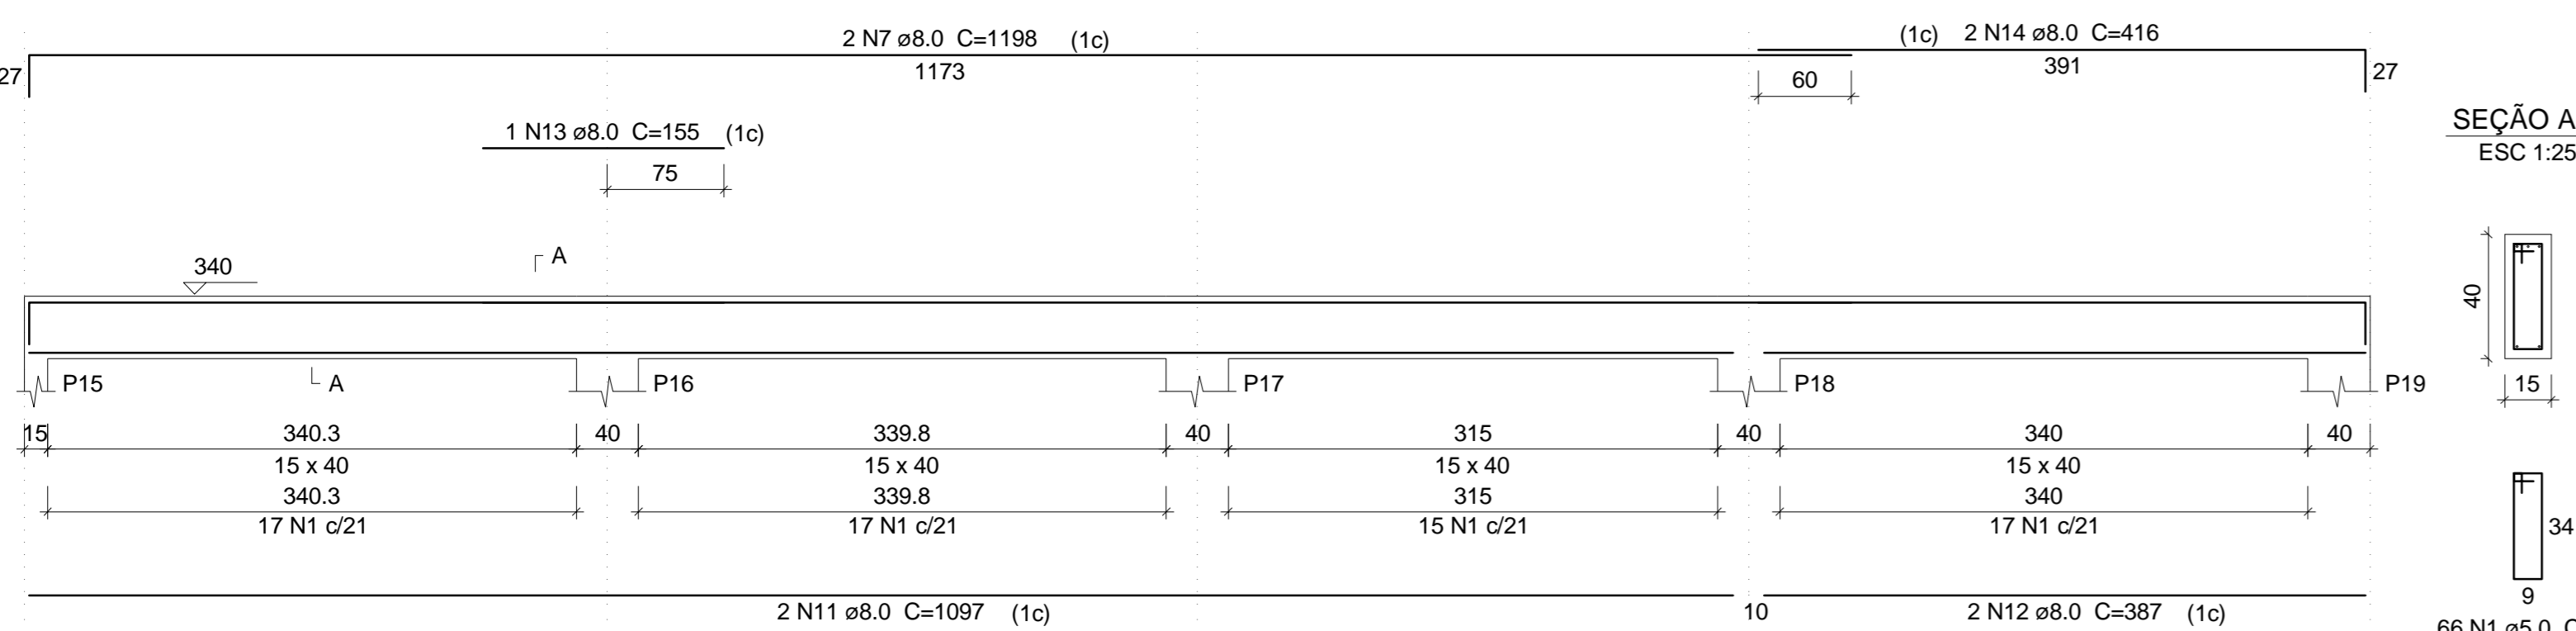 2 N7 ø8.0 C=1198 (1c)
(1c) 2 N14 ø8.0 C=416
27
1173
391
27
60
1 N13 ø8.0 C=155 (1c)
75
SEÇÃO A
ESC 1:25
A
340
40
P15
A
P16
P17
P18
P19
15
15
340.3
40
339.8
40
315
40
340
40
15 x 40
15 x 40
15 x 40
15 x 40
340.3
339.8
315
340
17 N1 c/21
17 N1 c/21
15 N1 c/21
17 N1 c/21
34
9
2 N11 ø8.0 C=1097 (1c)
10
2 N12 ø8.0 C=387 (1c)
66 N1 ø5.0 C